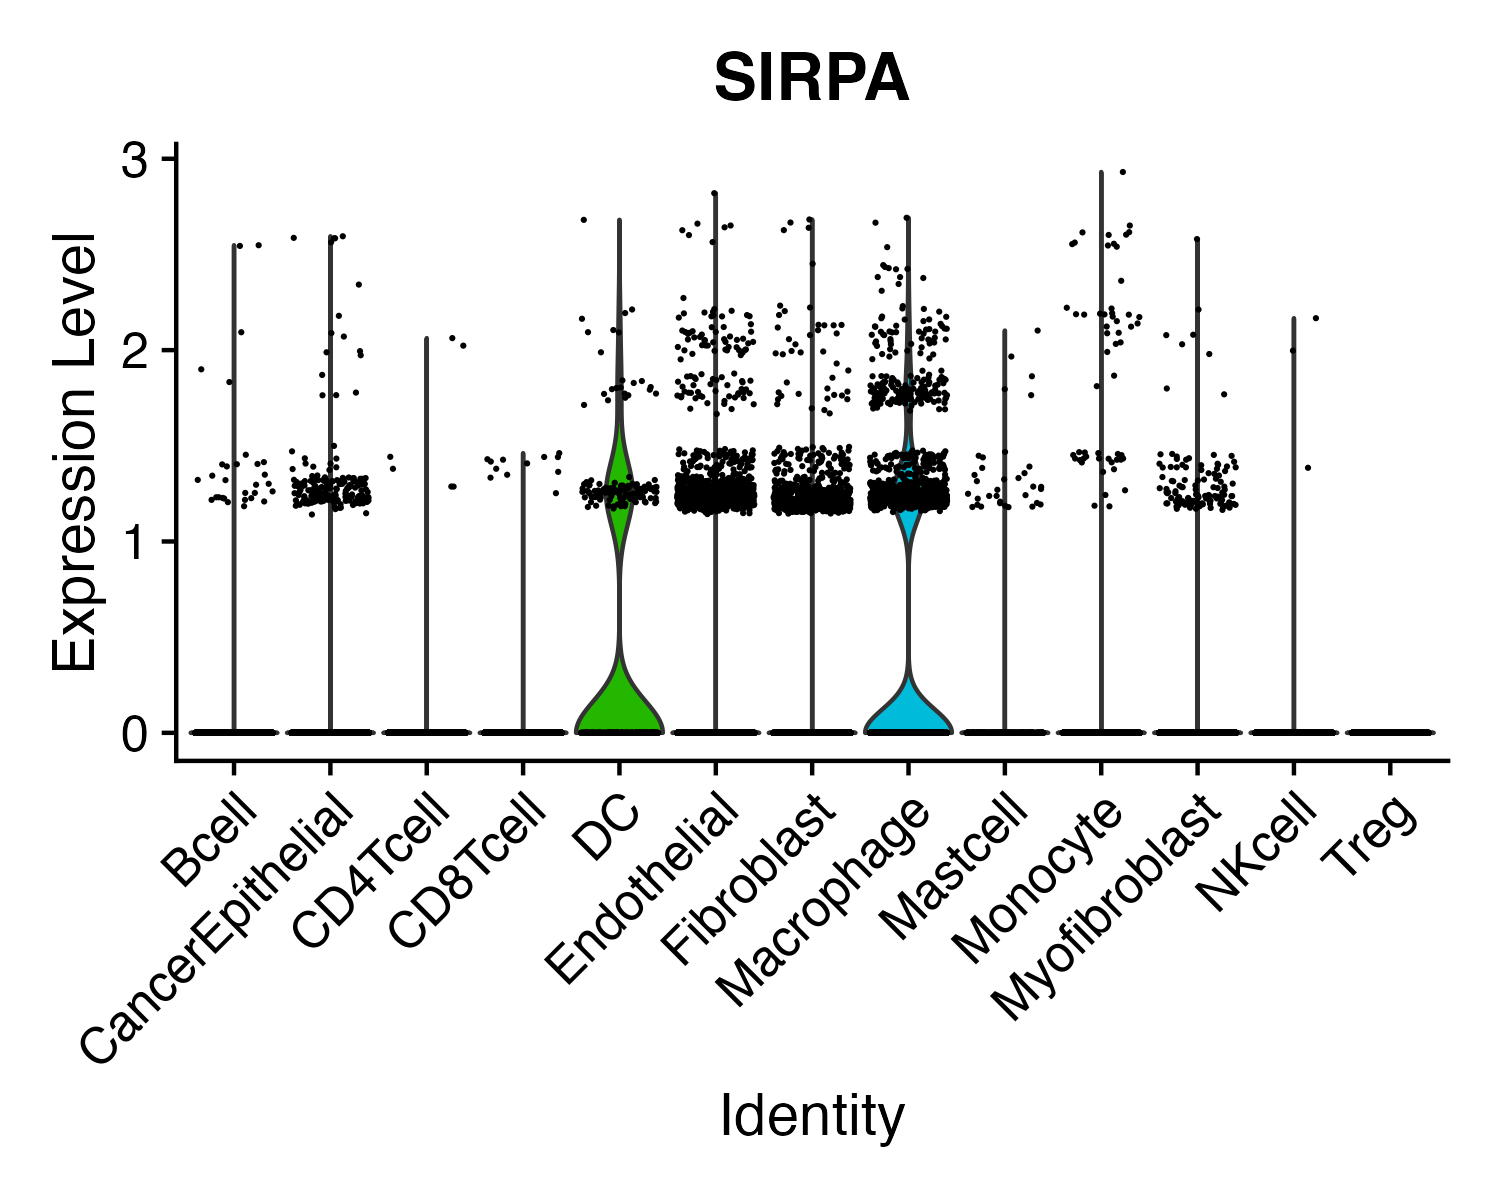 SIRPA
Expression Level
3
2
1
0
Bcell
CancerEpithelial
CD4Tcell
CD8Tcell
DC
Endothelial
Fibroblast
Macrophage
Mastcell
Monocyte
Myofibroblast
NKcell
Treg
Identity